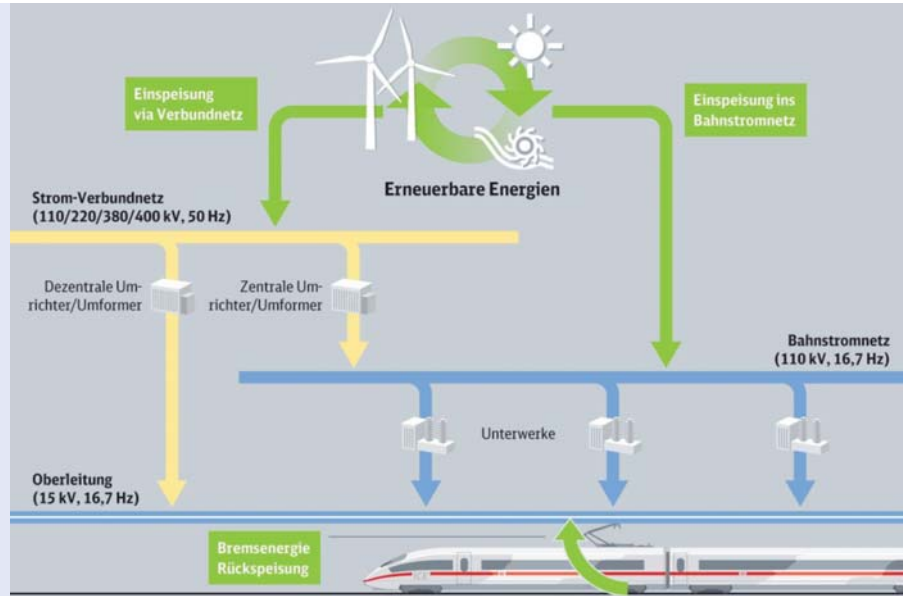 Einspeisung
via Verbundnetz
Einspeisung ins
Bahnstromnetz
Erneuerbare Energien
Strom-Verbundnetz
(110/220/380/400 kV, 50 Hz)
Dezentrale Um-
richter/Umformer
Zentrale Um-
richter/Umformer
Bahnstromnetz
(110 kV, 16,7 Hz)
Unterwerke
Oberleitung
(15 kV, 16,7 Hz)
Bremsenergie
Rückspeisung